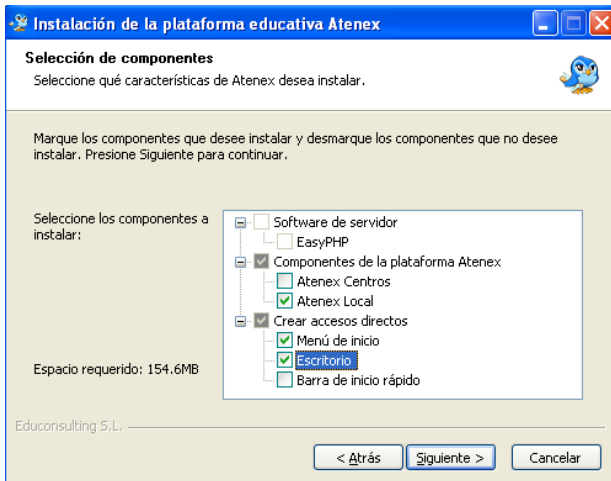 Instalación de la plataforma educativa Atenex
Selección de componentes
Seleccione qué características de Atenex desea instalar.
Marque los componentes que desee instalar y desmarque los componentes que no desee
instalar. Presione Siguiente para continuar.
Seleccione los componentes a
instalar:
Software de servidor
EasyPHP
Componentes de la plataforma Atenex
Atenex Centros
Atenex Local
Crear accesos directos
Menú de inicio
Escritorio
Barra de inicio rápido
Espacio requerido: 154.6MB
Educonsulting S.L.
< Atrás
Siguiente >
Cancelar